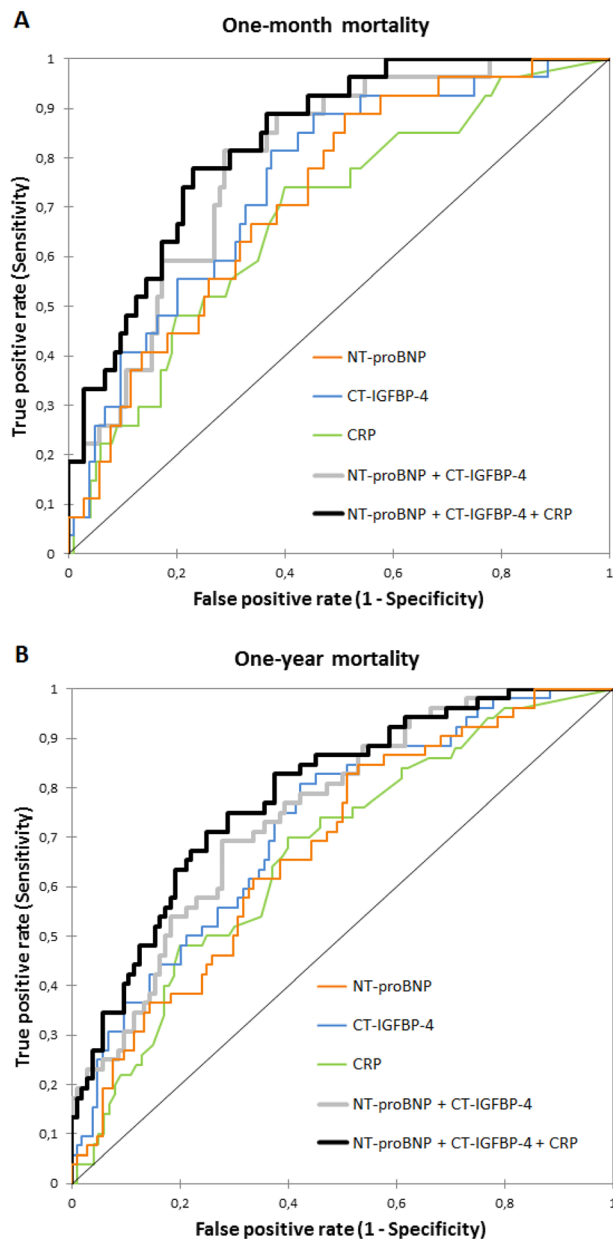 A
One-month mortality
1
0,9
0,8
0,7
0,6
0,5
0,4
0,3
0,2
0,1
0
True positive rate (Sensitivity)
NT-proBNP
CT-IGFBP-4
CRP
NT-proBNP + CT-IGFBP-4
NT-proBNP + CT-IGFBP-4 + CRP
0 0,2 0,4 0,6 0,8 1
False positive rate (1 - Specificity)
B
One-year mortality
1
0,9
0,8
0,7
0,6
0,5
0,4
0,3
0,2
0,1
0
True positive rate (Sensitivity)
NT-proBNP
CT-IGFBP-4
CRP
NT-proBNP + CT-IGFBP-4
NT-proBNP + CT-IGFBP-4 + CRP
0 0,2 0,4 0,6 0,8 1
False positive rate (1 - Specificity)